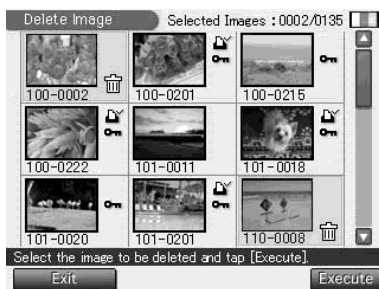 Delete Image Selected Images : 0002/0135
100-0002 100-0201 100-0215
100-0222 101-0011 101-0018
101-0020 101-0201 110-0008
Select the image to be deleted and tap [Execute].
Exit Execute